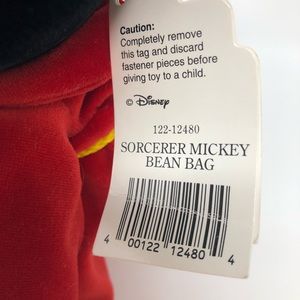 Caution:
Completely remove
this tag and discard
fastener pieces before
giving toy to a child.
© Disney
122-12480
SORCERER MICKEY
BEAN BAG
4 00122 12480 4